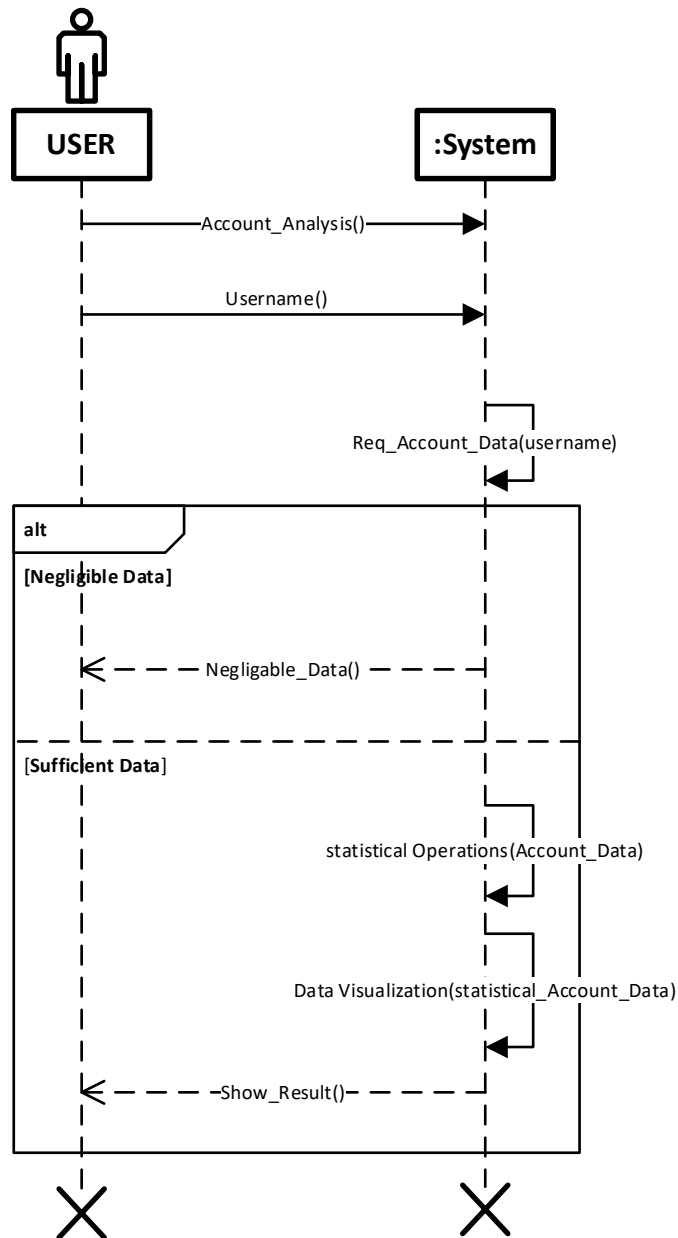 USER
:System
Account_Analysis()
Username()
Req_Account_Data(username)
alt
[Negligible Data]
Negligable_Data()
[Sufficient Data]
statistical Operations(Account_Data)
Data Visualization(statistical_Account_Data)
Show_Result()